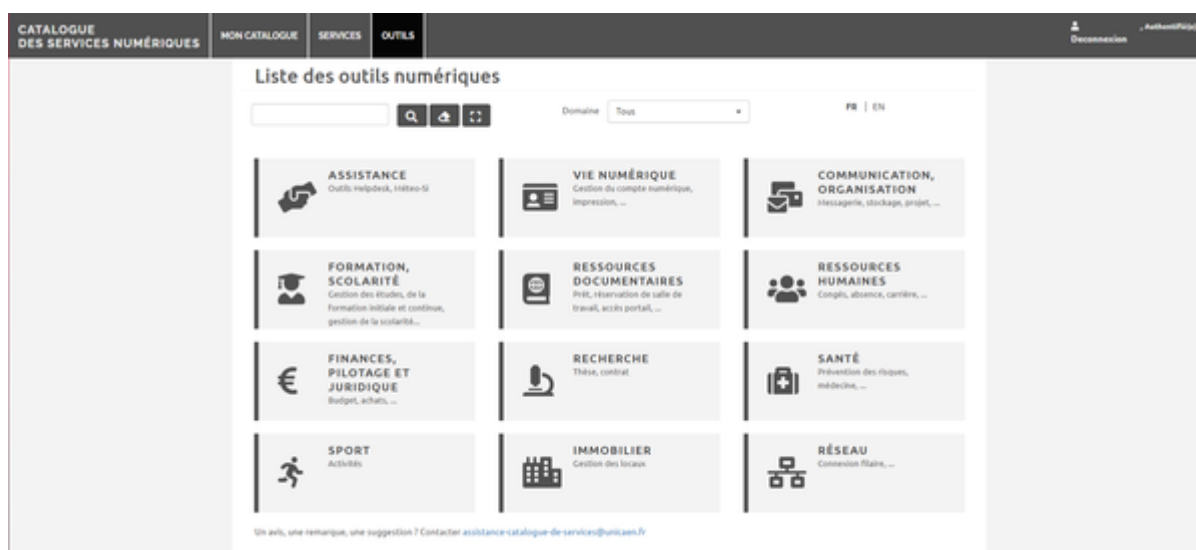 CATALOGUE
DES SERVICES NUMÉRIQUES
MON CATALOGUE
SERVICES
OUTILS
, Authentifié(e)
Deconnexion
Liste des outils numériques
Domaine
Tous
FR | EN
ASSISTANCE
Outils Helpdesk, Méteo-SI
VIE NUMÉRIQUE
Gestion du compte numérique,
impression, ...
COMMUNICATION,
ORGANISATION
Messagerie, stockage, projet, ...
FORMATION,
SCOLARITÉ
Gestion des études, de la
formation initiale et continue,
gestion de la scolarité...
RESSOURCES
DOCUMENTAIRES
Prêt, réservation de salle de
travail, accès portail, ...
RESSOURCES
HUMAINES
Congés, absence, carrière, ...
FINANCES,
PILOTAGE ET
JURIDIQUE
Budget, achats, ...
RECHERCHE
Thèse, contrat
SANTÉ
Prévention des risques,
médecine, ...
SPORT
Activités
IMMOBILIER
Gestion des locaux
RÉSEAU
Connexion filaire, ...
Un avis, une remarque, une suggestion ? Contacter assistance-catalogue-de-services@unicaen.fr